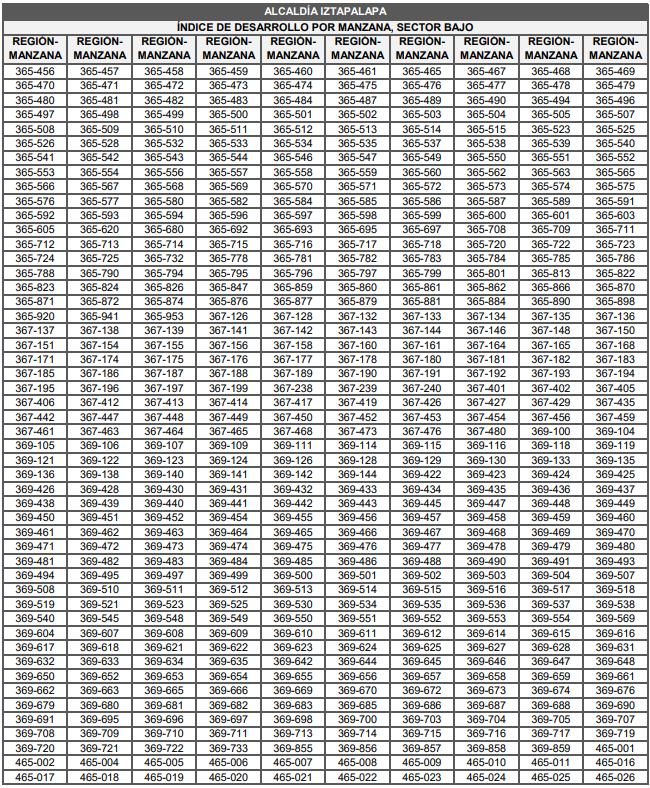 ALCALDÍA IZTAPALAPA
ÍNDICE DE DESARROLLO POR MANZANA, SECTOR BAJO
REGIÓN- REGIÓN- REGIÓN- REGIÓN- REGIÓN- REGIÓN- REGIÓN- REGIÓN- REGIÓN- REGIÓN-
MANZANA MANZANA MANZANA MANZANA MANZANA MANZANA MANZANA MANZANA MANZANA MANZANA
365-456 365-457 365-458 365-459 365-460 365-461 365-465 365-467 365-468 365-469
365-470 365-471 365-472 365-473 365-474 365-475 365-476 365-477 365-478 365-479
365-480 365-481 365-482 365-483 365-484 365-487 365-489 365-490 365-494 365-496
365-497 365-498 365-499 365-500 365-501 365-502 365-503 365-504 365-505 365-507
365-508 365-509 365-510 365-511 365-512 365-513 365-514 365-515 365-523 365-525
365-526 365-528 365-532 365-533 365-534 365-535 365-537 365-538 365-539 365-540
365-541 365-542 365-543 365-544 365-546 365-547 365-549 365-550 365-551 365-552
365-553 365-554 365-556 365-557 365-558 365-559 365-560 365-562 365-563 365-565
365-566 365-567 365-568 365-569 365-570 365-571 365-572 365-573 365-574 365-575
365-576 365-577 365-580 365-582 365-584 365-585 365-586 365-587 365-589 365-591
365-592 365-593 365-594 365-596 365-597 365-598 365-599 365-600 365-601 365-603
365-605 365-620 365-680 365-692 365-693 365-695 365-697 365-708 365-709 365-711
365-712 365-713 365-714 365-715 365-716 365-717 365-718 365-720 365-722 365-723
365-724 365-725 365-732 365-778 365-781 365-782 365-783 365-784 365-785 365-786
365-788 365-790 365-794 365-795 365-796 365-797 365-799 365-801 365-813 365-822
365-823 365-824 365-826 365-847 365-859 365-860 365-861 365-862 365-866 365-870
365-871 365-872 365-874 365-876 365-877 365-879 365-881 365-884 365-890 365-898
365-920 365-941 365-953 367-126 367-128 367-132 367-133 367-134 367-135 367-136
367-137 367-138 367-139 367-141 367-142 367-143 367-144 367-146 367-148 367-150
367-151 367-154 367-155 367-156 367-158 367-160 367-161 367-164 367-165 367-168
367-171 367-174 367-175 367-176 367-177 367-178 367-180 367-181 367-182 367-183
367-185 367-186 367-187 367-188 367-189 367-190 367-191 367-192 367-193 367-194
367-195 367-196 367-197 367-199 367-238 367-239 367-240 367-401 367-402 367-405
367-406 367-412 367-413 367-414 367-417 367-419 367-426 367-427 367-429 367-435
367-442 367-447 367-448 367-449 367-450 367-452 367-453 367-454 367-456 367-459
367-461 367-463 367-464 367-465 367-468 367-473 367-476 367-480 369-100 369-104
369-105 369-106 369-107 369-109 369-111 369-114 369-115 369-116 369-118 369-119
369-121 369-122 369-123 369-124 369-126 369-128 369-129 369-130 369-133 369-135
369-136 369-138 369-140 369-141 369-142 369-144 369-422 369-423 369-424 369-425
369-426 369-428 369-430 369-431 369-432 369-433 369-434 369-435 369-436 369-437
369-438 369-439 369-440 369-441 369-442 369-443 369-445 369-447 369-448 369-449
369-450 369-451 369-452 369-454 369-455 369-456 369-457 369-458 369-459 369-460
369-461 369-462 369-463 369-464 369-465 369-466 369-467 369-468 369-469 369-470
369-471 369-472 369-473 369-474 369-475 369-476 369-477 369-478 369-479 369-480
369-481 369-482 369-483 369-484 369-485 369-486 369-488 369-490 369-491 369-493
369-494 369-495 369-497 369-499 369-500 369-501 369-502 369-503 369-504 369-507
369-508 369-510 369-511 369-512 369-513 369-514 369-515 369-516 369-517 369-518
369-519 369-521 369-523 369-525 369-530 369-534 369-535 369-536 369-537 369-538
369-540 369-545 369-548 369-549 369-550 369-551 369-552 369-553 369-554 369-569
369-604 369-607 369-608 369-609 369-610 369-611 369-612 369-614 369-615 369-616
369-617 369-618 369-621 369-622 369-623 369-624 369-625 369-627 369-628 369-631
369-632 369-633 369-634 369-635 369-642 369-644 369-645 369-646 369-647 369-648
369-650 369-652 369-653 369-654 369-655 369-656 369-657 369-658 369-659 369-661
369-662 369-663 369-665 369-666 369-669 369-670 369-672 369-673 369-674 369-676
369-679 369-680 369-681 369-682 369-683 369-685 369-686 369-687 369-688 369-690
369-691 369-695 369-696 369-697 369-698 369-700 369-703 369-704 369-705 369-707
369-708 369-709 369-710 369-711 369-713 369-714 369-715 369-716 369-717 369-719
369-720 369-721 369-722 369-733 369-855 369-856 369-857 369-858 369-859 465-001
465-002 465-004 465-005 465-006 465-007 465-008 465-009 465-010 465-011 465-016
465-017 465-018 465-019 465-020 465-021 465-022 465-023 465-024 465-025 465-026